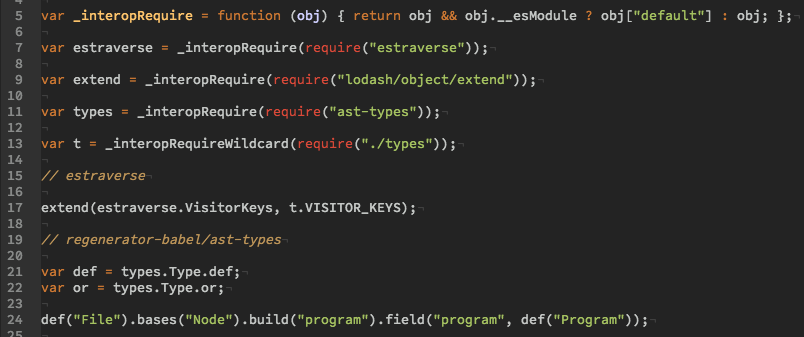 5 var _interopRequire = function (obj) { return obj && obj.__esModule ? obj["default"] : obj; };¬
6 ¬
7 var estraverse = _interopRequire(require("estraverse"));¬
8 ¬
9 var extend = _interopRequire(require("lodash/object/extend"));¬
10 ¬
11 var types = _interopRequire(require("ast-types"));¬
12 ¬
13 var t = _interopRequireWildcard(require("./types"));¬
14 ¬
15 // estraverse¬
16 ¬
17 extend(estraverse.VisitorKeys, t.VISITOR_KEYS);¬
18 ¬
19 // regenerator-babel/ast-types¬
20 ¬
21 var def = types.Type.def;¬
22 var or = types.Type.or;¬
23 ¬
24 def("File").bases("Node").build("program").field("program", def("Program"));¬
25